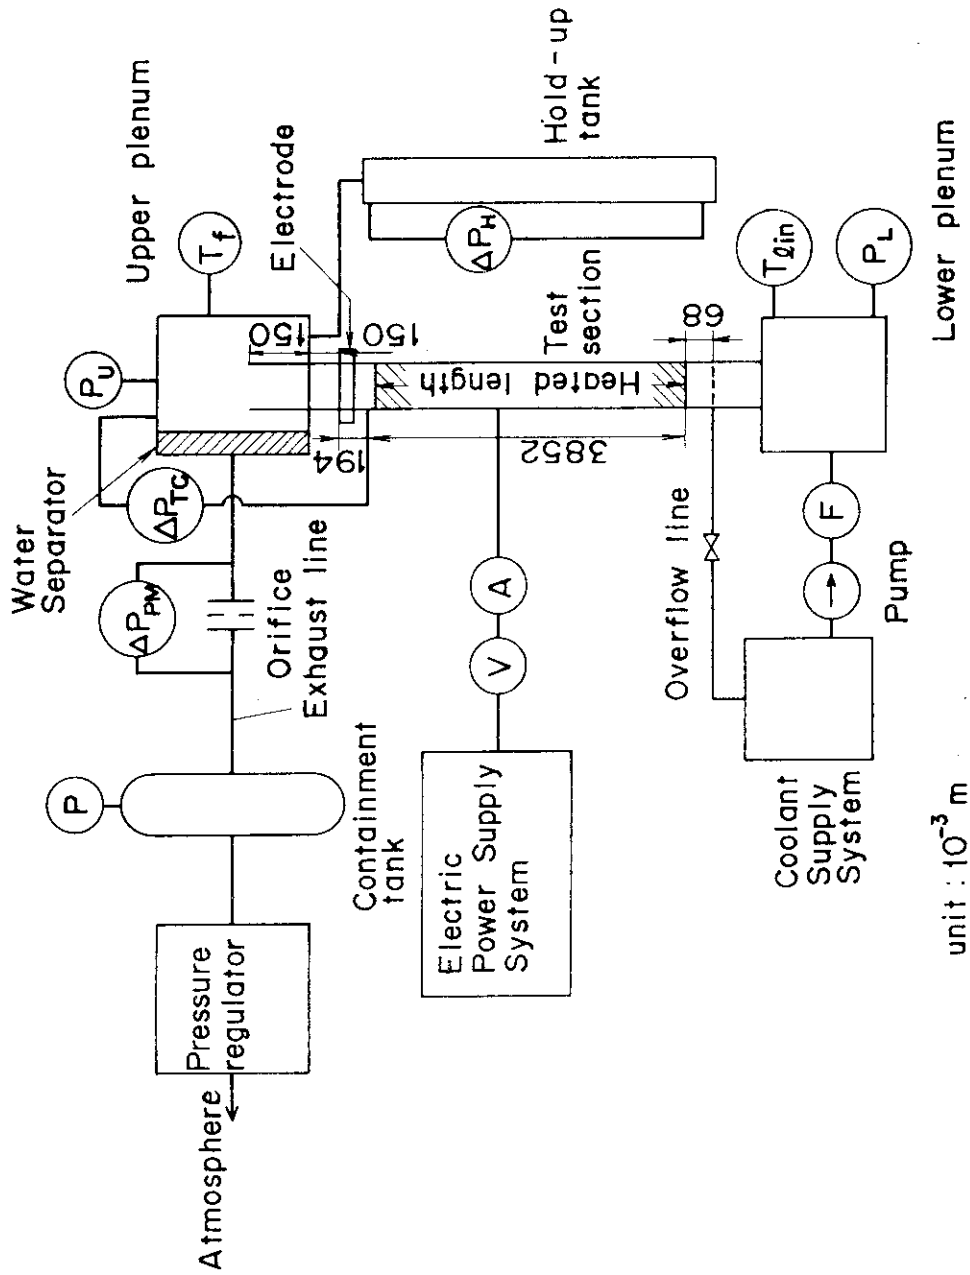 Water
Separator
P_U
Upper plenum
T_f
ΔP_TC
ΔP_PM
150
150
194
Electrode
Orifice
Exhaust line
P
Containment
tank
Pressure
regulator
Atmosphere
Heated length
3852
Test
section
ΔP_H
Hold-up
tank
A
V
Electric
Power Supply
System
68
Overflow line
T_ℓin
P_L
Lower plenum
F
Pump
Coolant
Supply
System
unit : 10⁻³ m